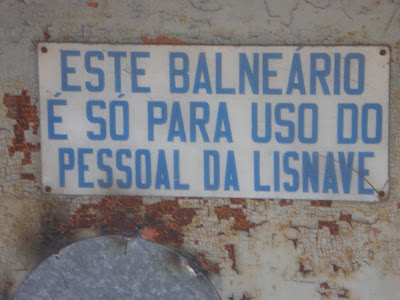 ESTE BALNEÁRIO
É SÓ PARA USO DO
PESSOAL DA LISNAVE